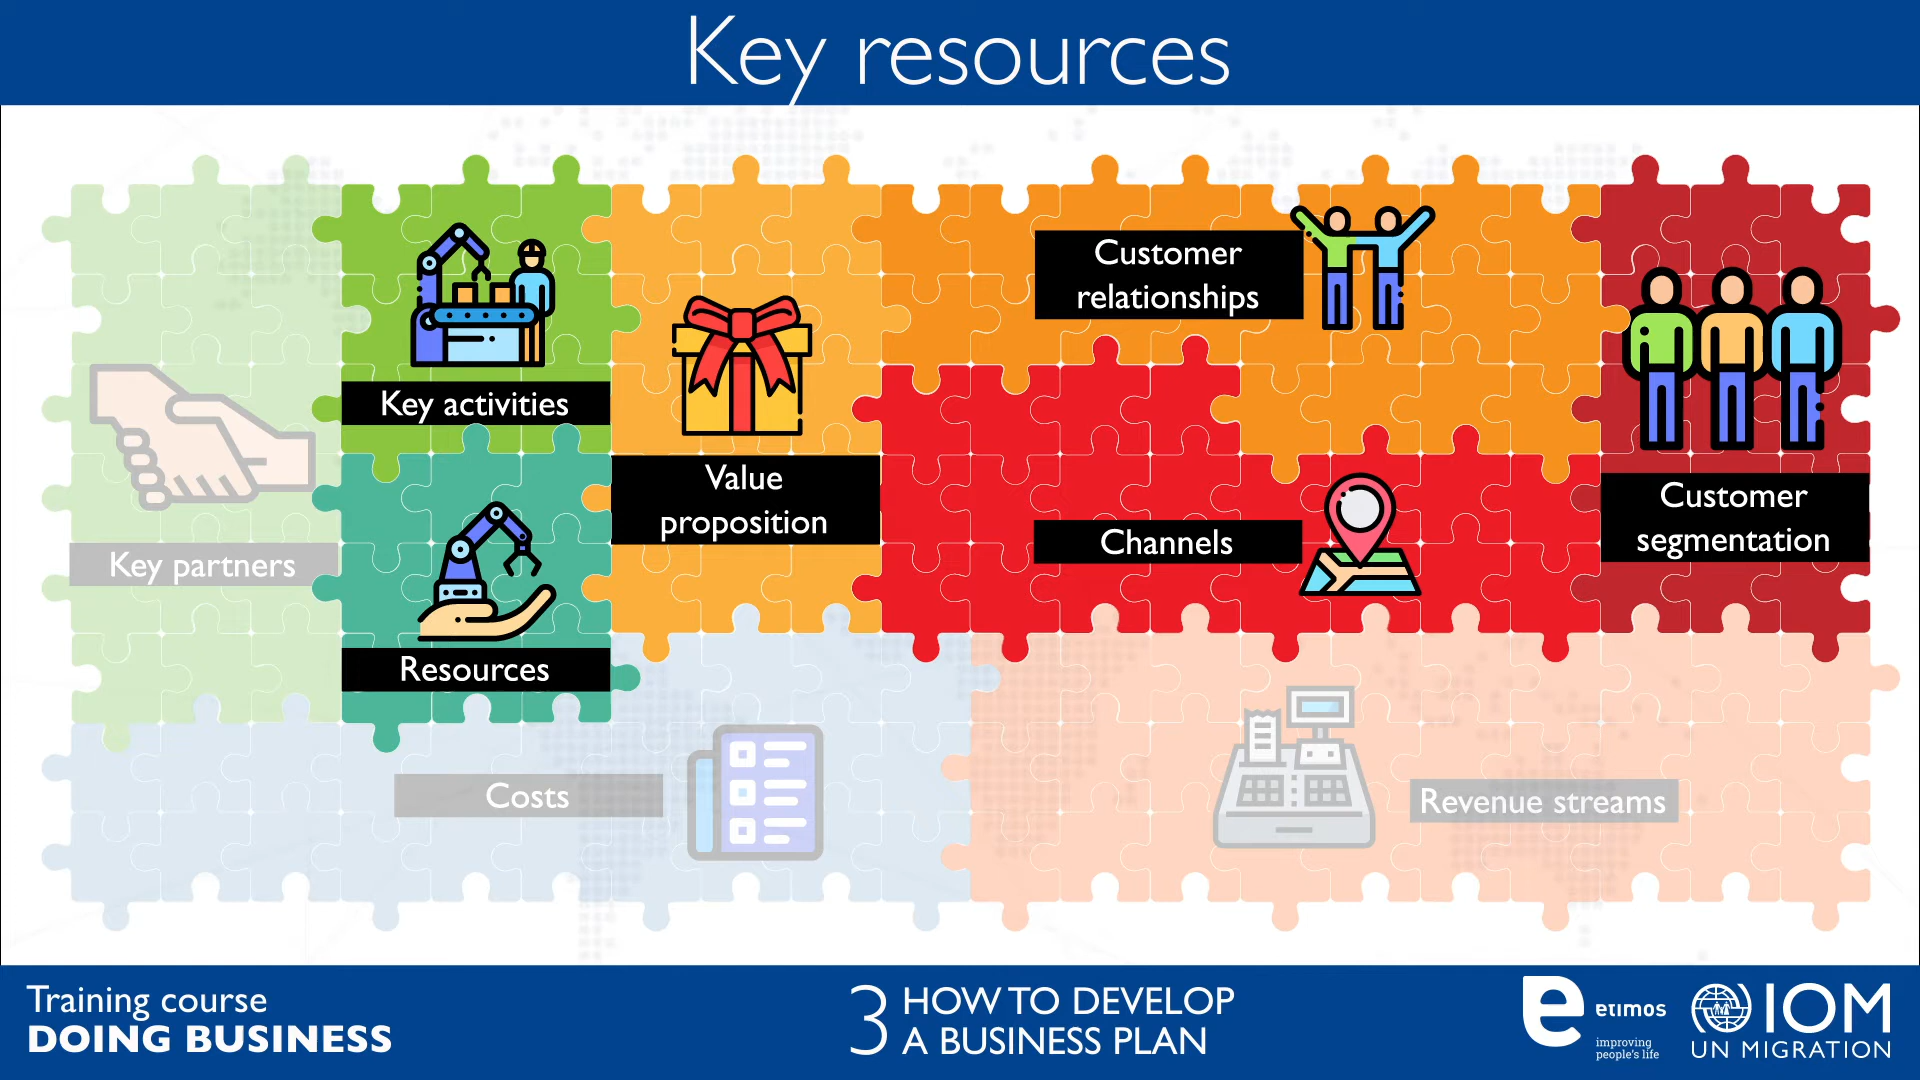 Key resources
Key partners
Key activities
Resources
Value
proposition
Customer
relationships
Channels
Customer
segmentation
Costs
Revenue streams
Training course
DOING BUSINESS
3 HOW TO DEVELOP
A BUSINESS PLAN
e etimos
improving
people's life
IOM
UN MIGRATION